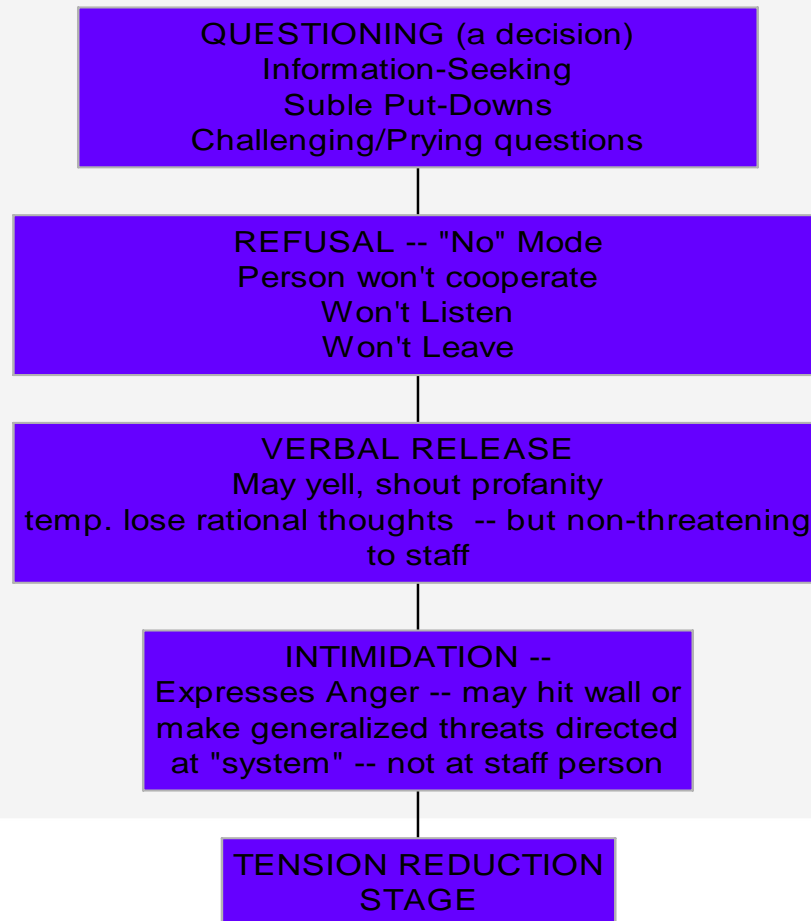 QUESTIONING (a decision)
Information-Seeking
Suble Put-Downs
Challenging/Prying questions
REFUSAL -- "No" Mode
Person won't cooperate
Won't Listen
Won't Leave
VERBAL RELEASE
May yell, shout profanity
temp. lose rational thoughts -- but non-threatening
to staff
INTIMIDATION --
Expresses Anger -- may hit wall or
make generalized threats directed
at "system" -- not at staff person
TENSION REDUCTION
STAGE